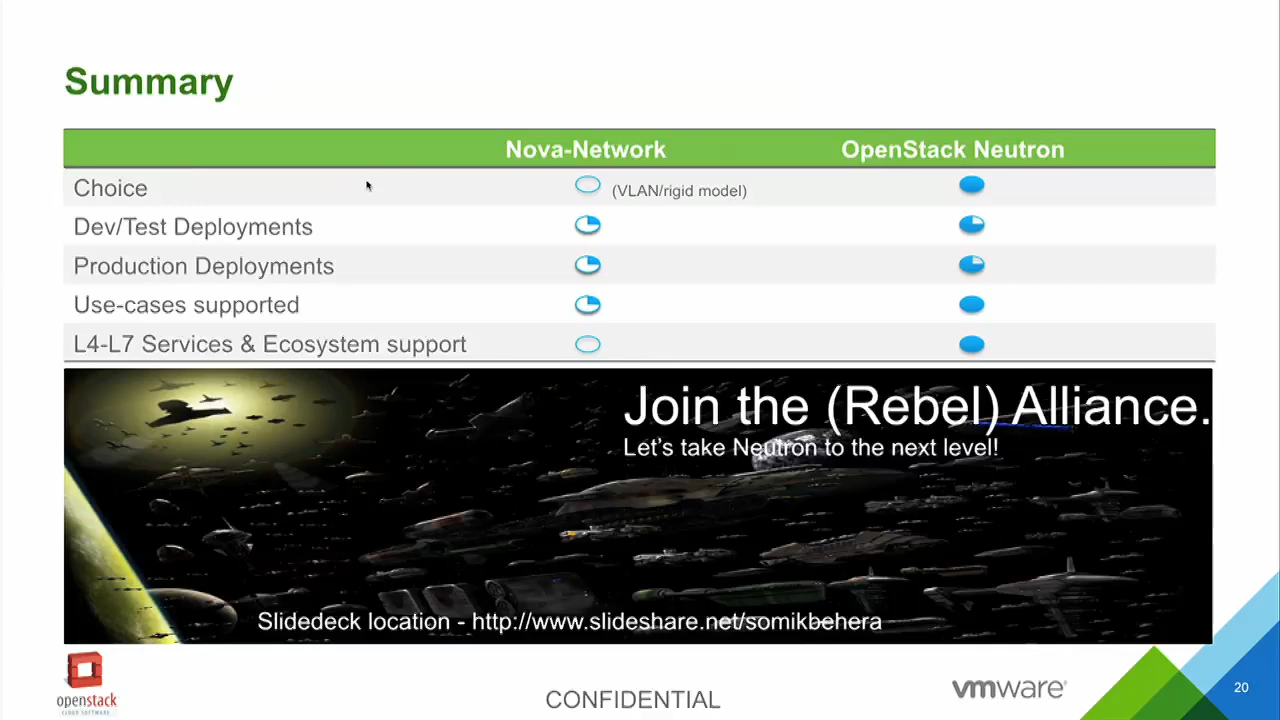 Summary
Nova-Network OpenStack Neutron
Choice (VLAN/rigid model)
Dev/Test Deployments
Production Deployments
Use-cases supported
L4-L7 Services & Ecosystem support
Join the (Rebel) Alliance.
Let's take Neutron to the next level!
Slidedeck location - http://www.slideshare.net/somikbehera
openstack
CLOUD SOFTWARE
CONFIDENTIAL
vmware®
20